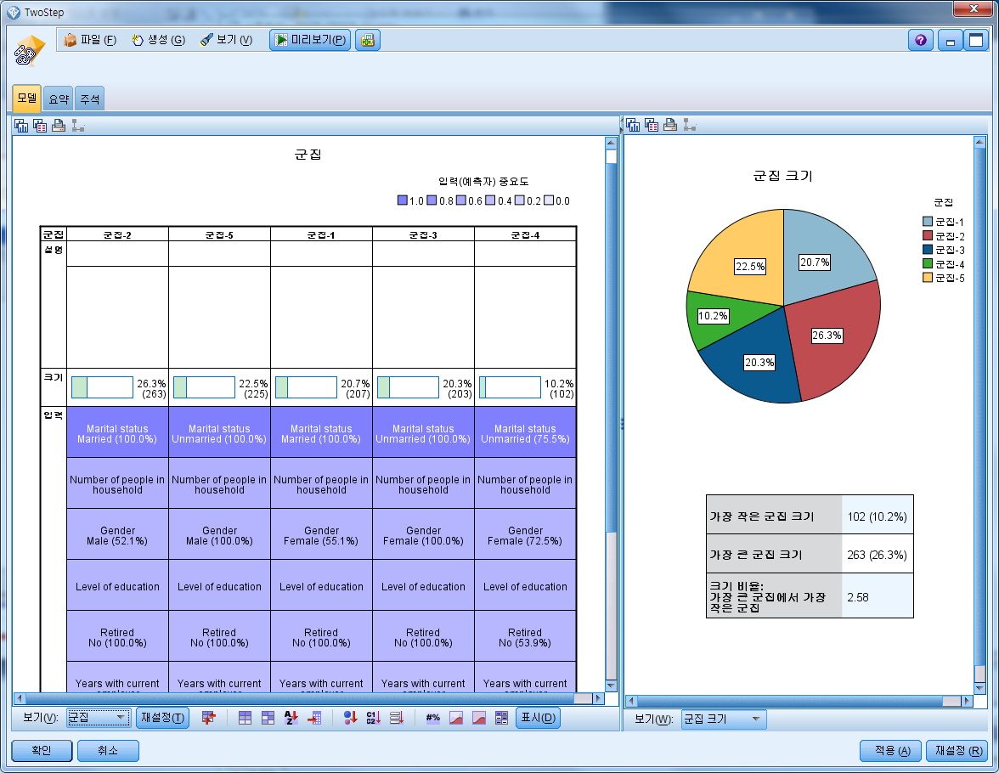 TwoStep
파일 (F) 생성 (G) 보기 (V) 미리보기(P)
모델 요약 주석
군집
입력(예측자) 중요도
1.0 0.8 0.6 0.4 0.2 0.0
군집 군집-2 군집-5 군집-1 군집-3 군집-4
설명
크기 26.3% 22.5% 20.7% 20.3% 10.2%
(263) (225) (207) (203) (102)
입력
Marital status Marital status Marital status Marital status Marital status
Married (100.0%) Unmarried (100.0%) Married (100.0%) Unmarried (100.0%) Unmarried (75.5%)
Number of people in Number of people in Number of people in Number of people in Number of people in
household household household household household
Gender Gender Gender Gender Gender
Male (52.1%) Male (100.0%) Female (55.1%) Female (100.0%) Female (72.5%)
Level of education Level of education Level of education Level of education Level of education
Retired Retired Retired Retired Retired
No (100.0%) No (100.0%) No (100.0%) No (100.0%) No (53.9%)
Years with current Years with current Years with current Years with current Years with current
보기(V): 군집 재설정(T) #% 표시(D)
군집 크기
군집
군집-1
군집-2
군집-3
군집-4
군집-5
22.5% 20.7%
10.2%
26.3%
20.3%
가장 작은 군집 크기 102 (10.2%)
가장 큰 군집 크기 263 (26.3%)
크기 비율:
가장 큰 군집에서 가장 2.58
작은 군집
보기(W): 군집 크기
확인 취소 적용 (A) 재설정 (R)